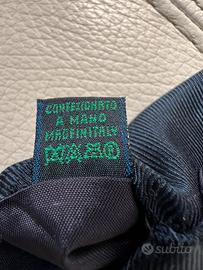 CONFEZIONATO
A MANO
MADE IN ITALY
subito